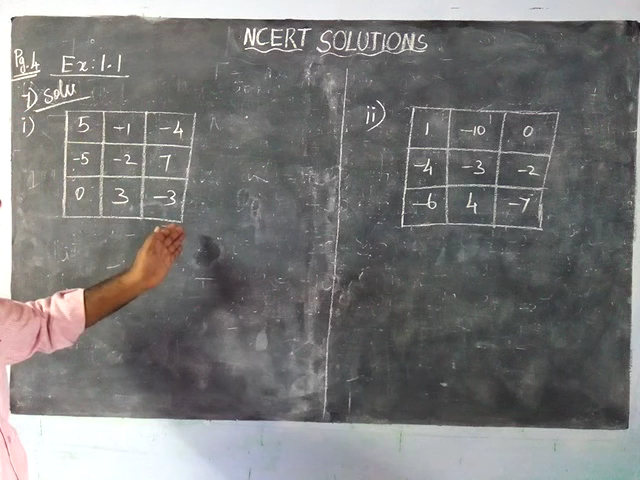 NCERT SOLUTIONS
Pg.4 Ex:1.1
1) Solu
i)
5 -1 -4
-5 -2 7
0 3 -3
ii)
1 -10 0
-4 -3 -2
-6 4 -7